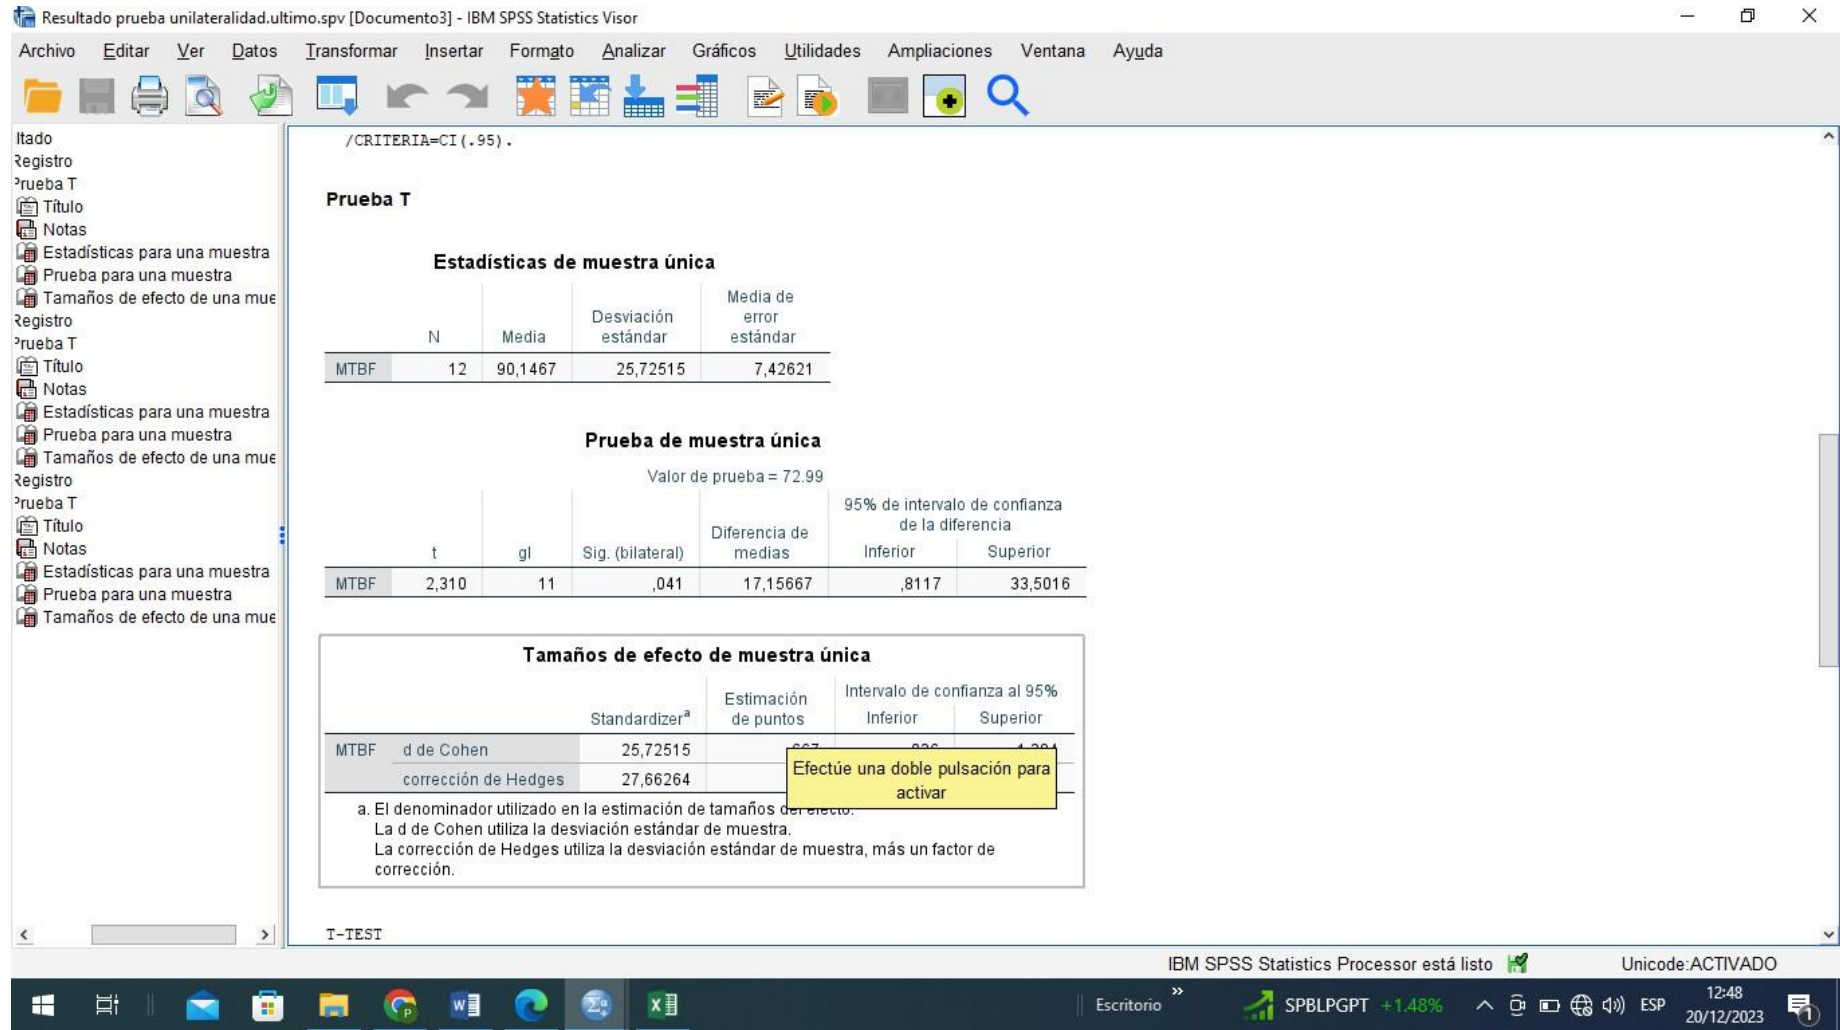 Resultado prueba unilateralidad.ultimo.spv [Documento3] - IBM SPSS Statistics Visor
Archivo Editar Ver Datos Transformar Insertar Formato Analizar Gráficos Utilidades Ampliaciones Ventana Ayuda
ltado
Registro
Prueba T
Título
Notas
Estadísticas para una muestra
Prueba para una muestra
Tamaños de efecto de una mue
Registro
Prueba T
Título
Notas
Estadísticas para una muestra
Prueba para una muestra
Tamaños de efecto de una mue
Registro
Prueba T
Título
Notas
Estadísticas para una muestra
Prueba para una muestra
Tamaños de efecto de una mue
/CRITERIA=CI(.95).
Prueba T
Estadísticas de muestra única
N Media Desviación estándar Media de error estándar
MTBF 12 90,1467 25,72515 7,42621
Prueba de muestra única
Valor de prueba = 72.99
95% de intervalo de confianza de la diferencia
t gl Sig. (bilateral) Diferencia de medias Inferior Superior
MTBF 2,310 11 ,041 17,15667 ,8117 33,5016
Tamaños de efecto de muestra única
Intervalo de confianza al 95%
Standardizer a Estimación de puntos Inferior Superior
MTBF d de Cohen 25,72515
corrección de Hedges 27,66264
Efectúe una doble pulsación para
activar
a. El denominador utilizado en la estimación de tamaños del efecto.
La d de Cohen utiliza la desviación estándar de muestra.
La corrección de Hedges utiliza la desviación estándar de muestra, más un factor de
corrección.
T-TEST
IBM SPSS Statistics Processor está listo Unicode:ACTIVADO
Escritorio » SPBLPGPT +1.48% ESP 12:48
20/12/2023